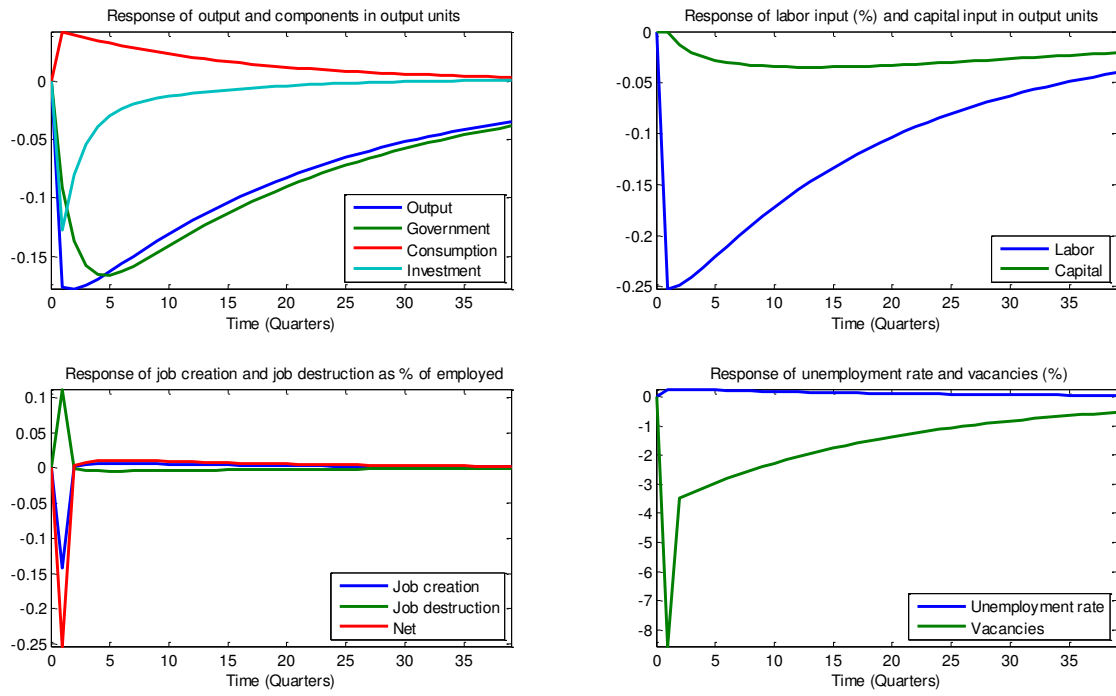 Response of output and components in output units
0
-0.05
-0.1
-0.15
0 5 10 15 20 25 30 35
Time (Quarters)
Output
Government
Consumption
Investment
Response of labor input (%) and capital input in output units
0
-0.05
-0.1
-0.15
-0.2
-0.25
0 5 10 15 20 25 30 35
Time (Quarters)
Labor
Capital
Response of job creation and job destruction as % of employed
0.1
0.05
0
-0.05
-0.1
-0.15
-0.2
-0.25
0 5 10 15 20 25 30 35
Time (Quarters)
Job creation
Job destruction
Net
Response of unemployment rate and vacancies (%)
0
-1
-2
-3
-4
-5
-6
-7
-8
0 5 10 15 20 25 30 35
Time (Quarters)
Unemployment rate
Vacancies